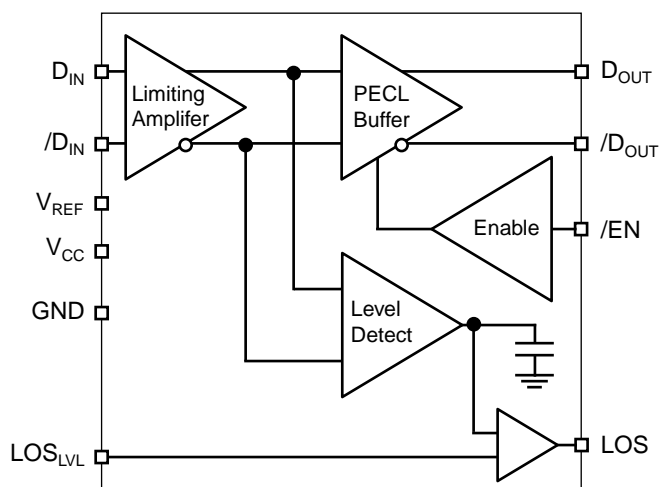 D_IN
Limiting
Amplifer
PECL
Buffer
D_OUT
/D_IN
/D_OUT
V_REF
Enable
/EN
V_CC
GND
Level
Detect
LOS_LVL
LOS